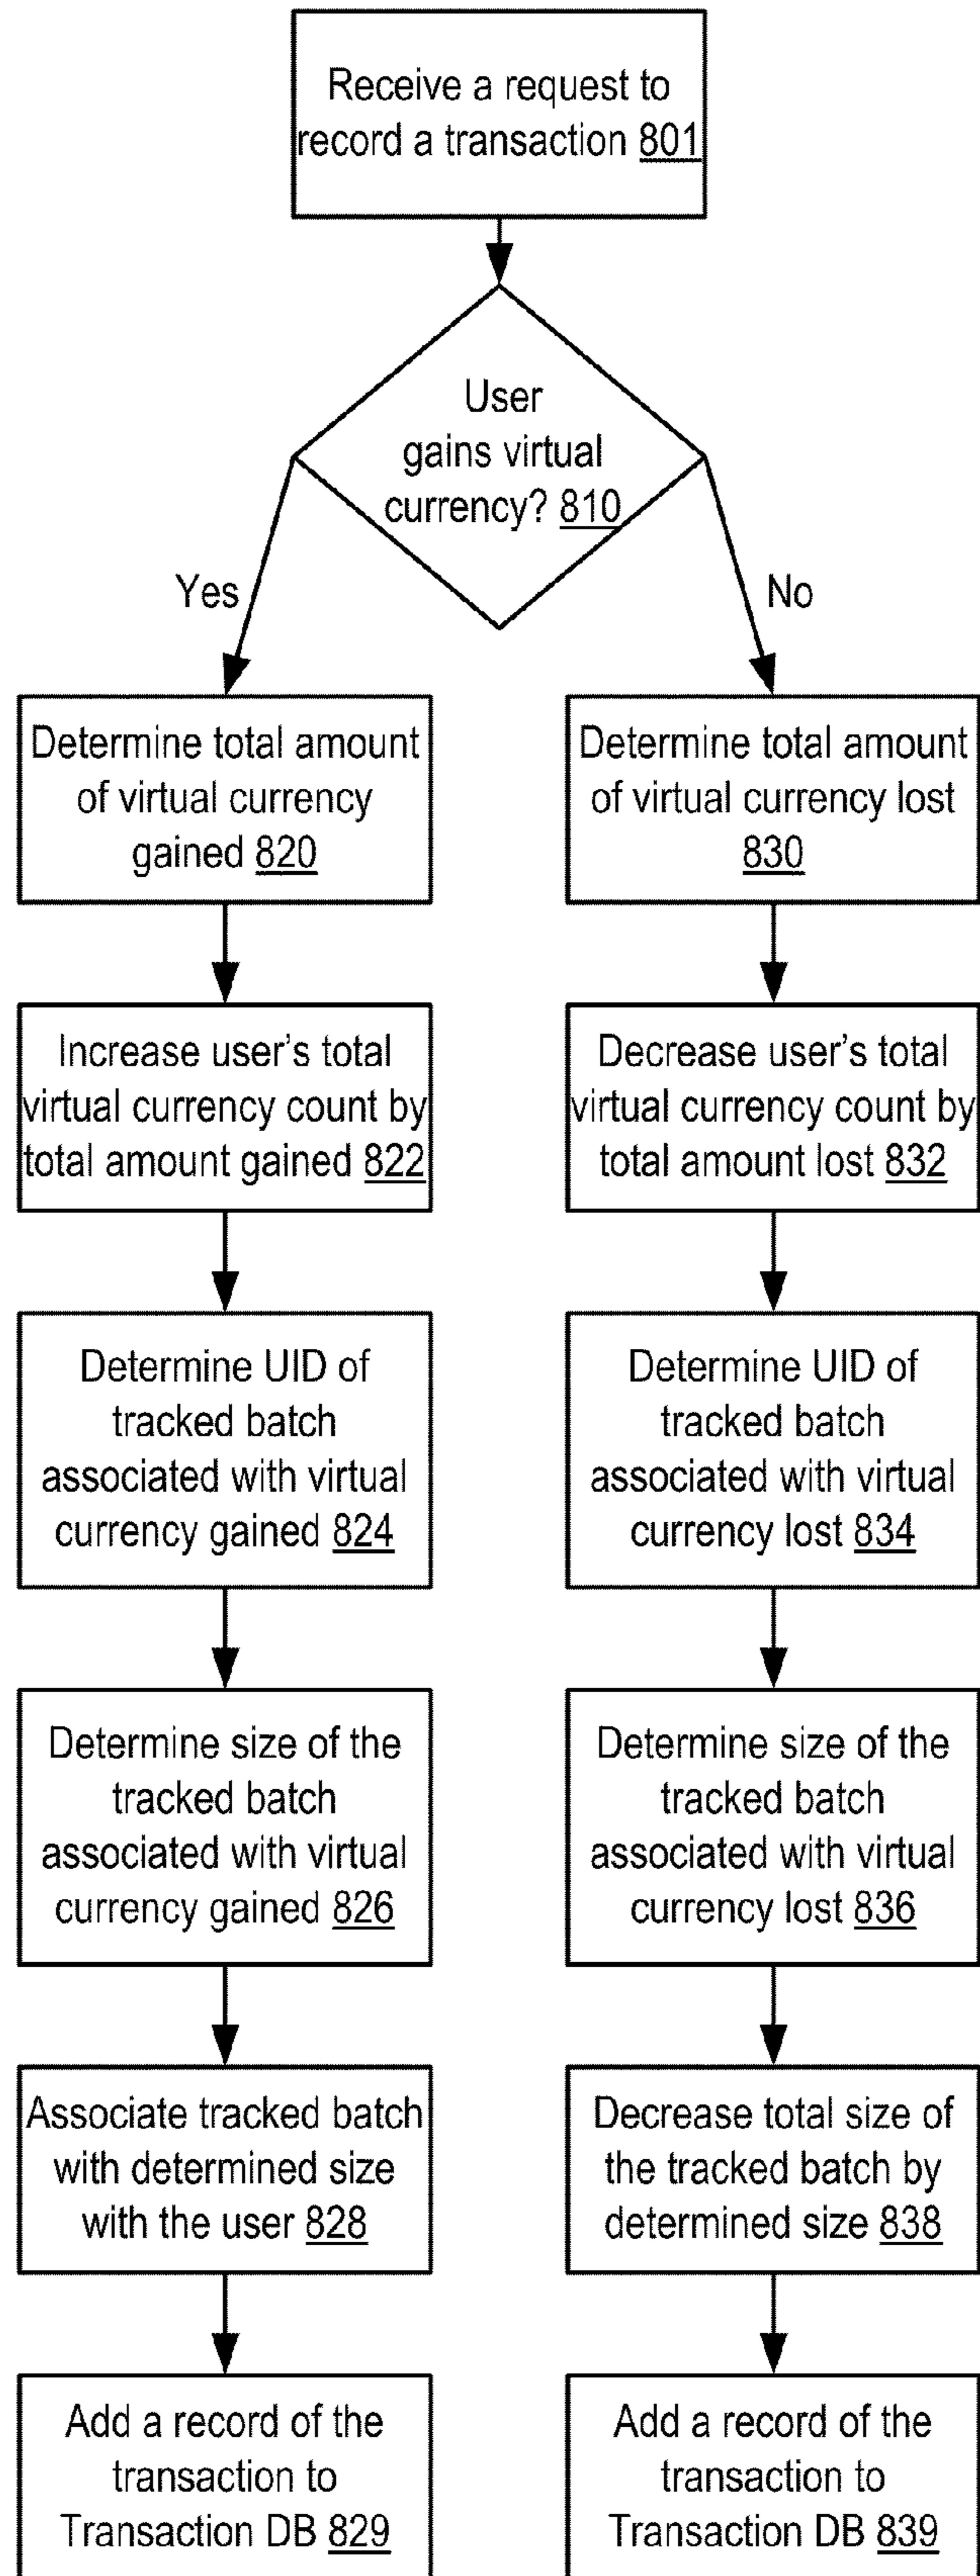 Receive a request to
record a transaction 801
User
gains virtual
currency? 810
Yes
No
Determine total amount
of virtual currency
gained 820
Determine total amount
of virtual currency lost
830
Increase user's total
virtual currency count by
total amount gained 822
Decrease user's total
virtual currency count by
total amount lost 832
Determine UID of
tracked batch
associated with virtual
currency gained 824
Determine UID of
tracked batch
associated with virtual
currency lost 834
Determine size of the
tracked batch
associated with virtual
currency gained 826
Determine size of the
tracked batch
associated with virtual
currency lost 836
Associate tracked batch
with determined size
with the user 828
Decrease total size of
the tracked batch by
determined size 838
Add a record of the
transaction to
Transaction DB 829
Add a record of the
transaction to
Transaction DB 839